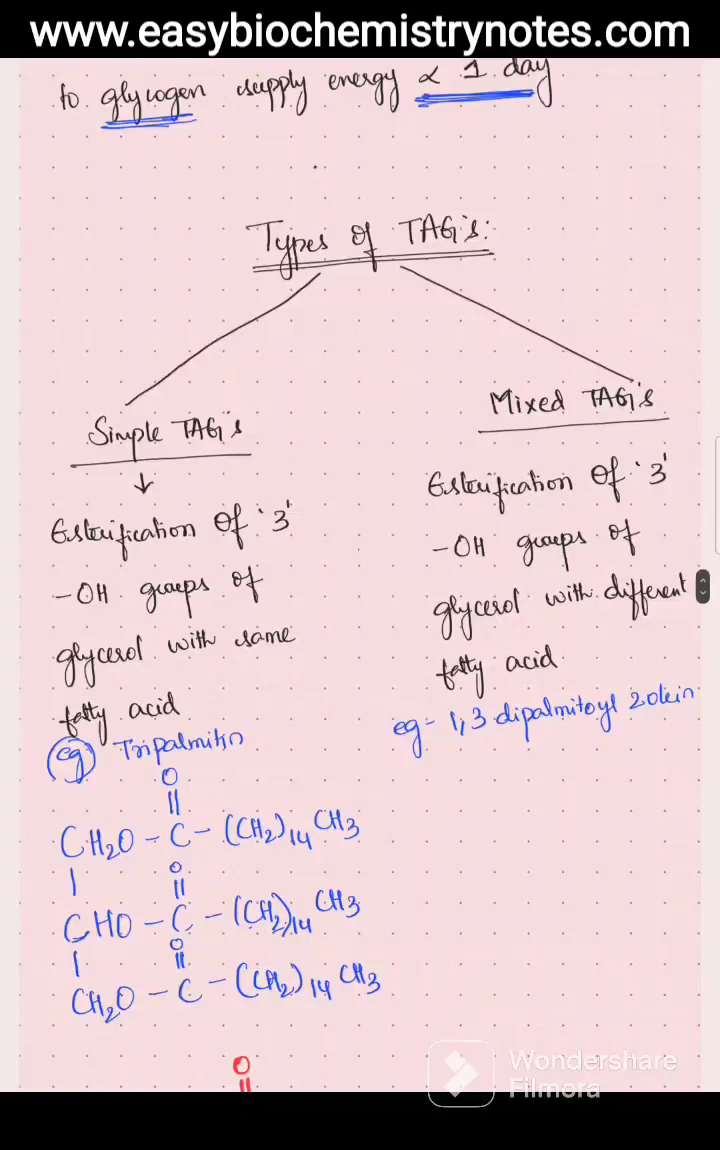 www.easybiochemistrynotes.com
to glycogen supply energy ∝ 1 day
Types of TAG's:
Simple TAG's
↓
Esterification of '3'
-OH groups of
glycerol with same
fatty acid
eg Tripalmitin
O
||
CH2O - C - (CH2)14 CH3
| O
||
CHO - C - (CH2)14 CH3
| O
||
CH2O - C - (CH2)14 CH3
Mixed TAG's
Esterification of '3'
-OH groups of
glycerol with different
fatty acid
eg - 1,3 dipalmitoyl 2 olein
O
||
Wondershare
Filmora